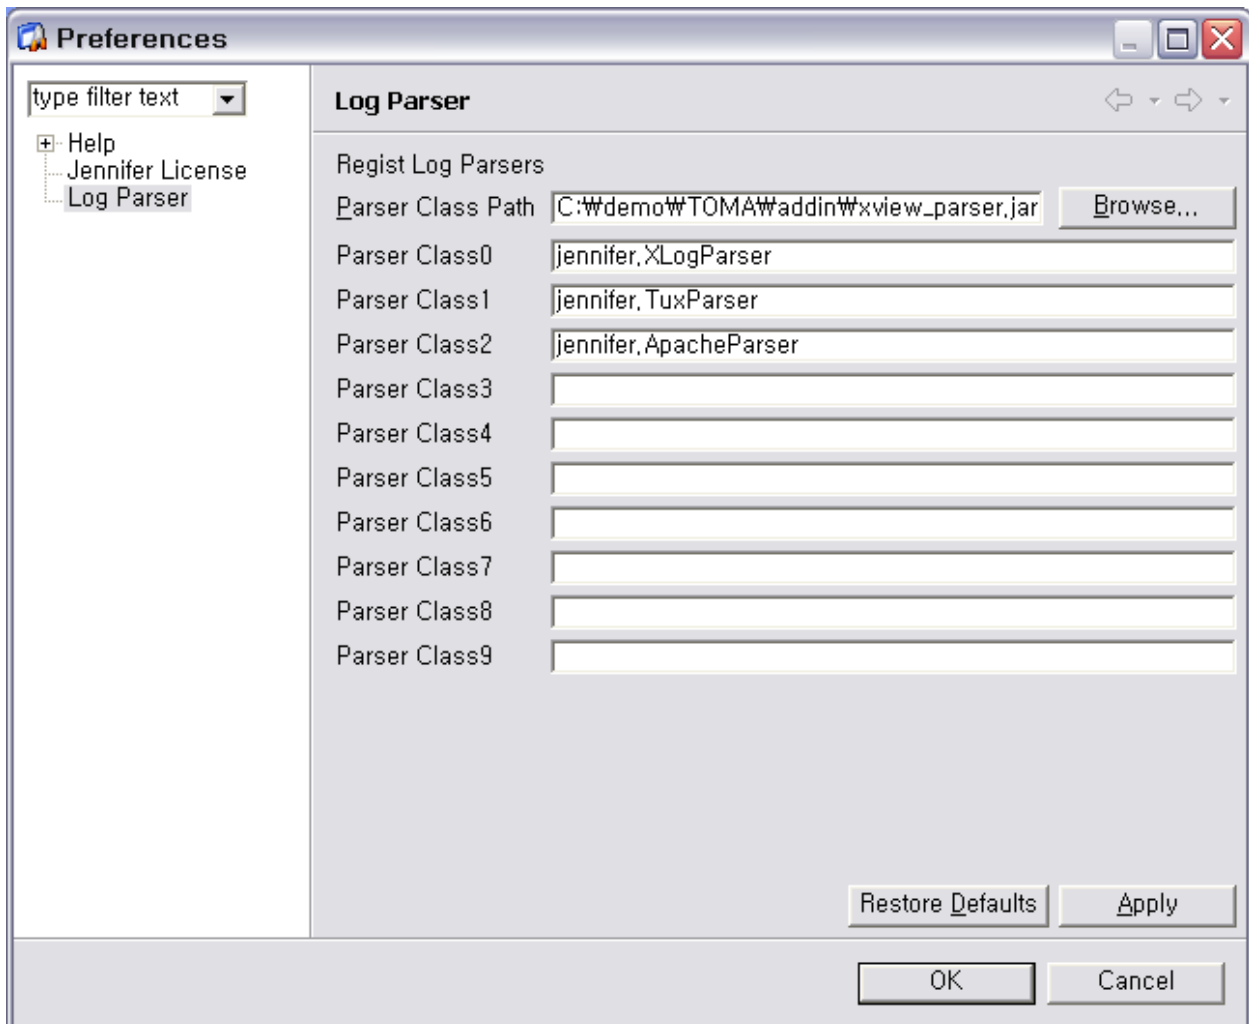 Preferences
type filter text
Log Parser
Help
Jennifer License
Log Parser
Regist Log Parsers
Parser Class Path C:₩demo₩TOMA₩addin₩xview_parser.jar Browse...
Parser Class0 jennifer.XLogParser
Parser Class1 jennifer.TuxParser
Parser Class2 jennifer.ApacheParser
Parser Class3
Parser Class4
Parser Class5
Parser Class6
Parser Class7
Parser Class8
Parser Class9
Restore Defaults Apply
OK Cancel